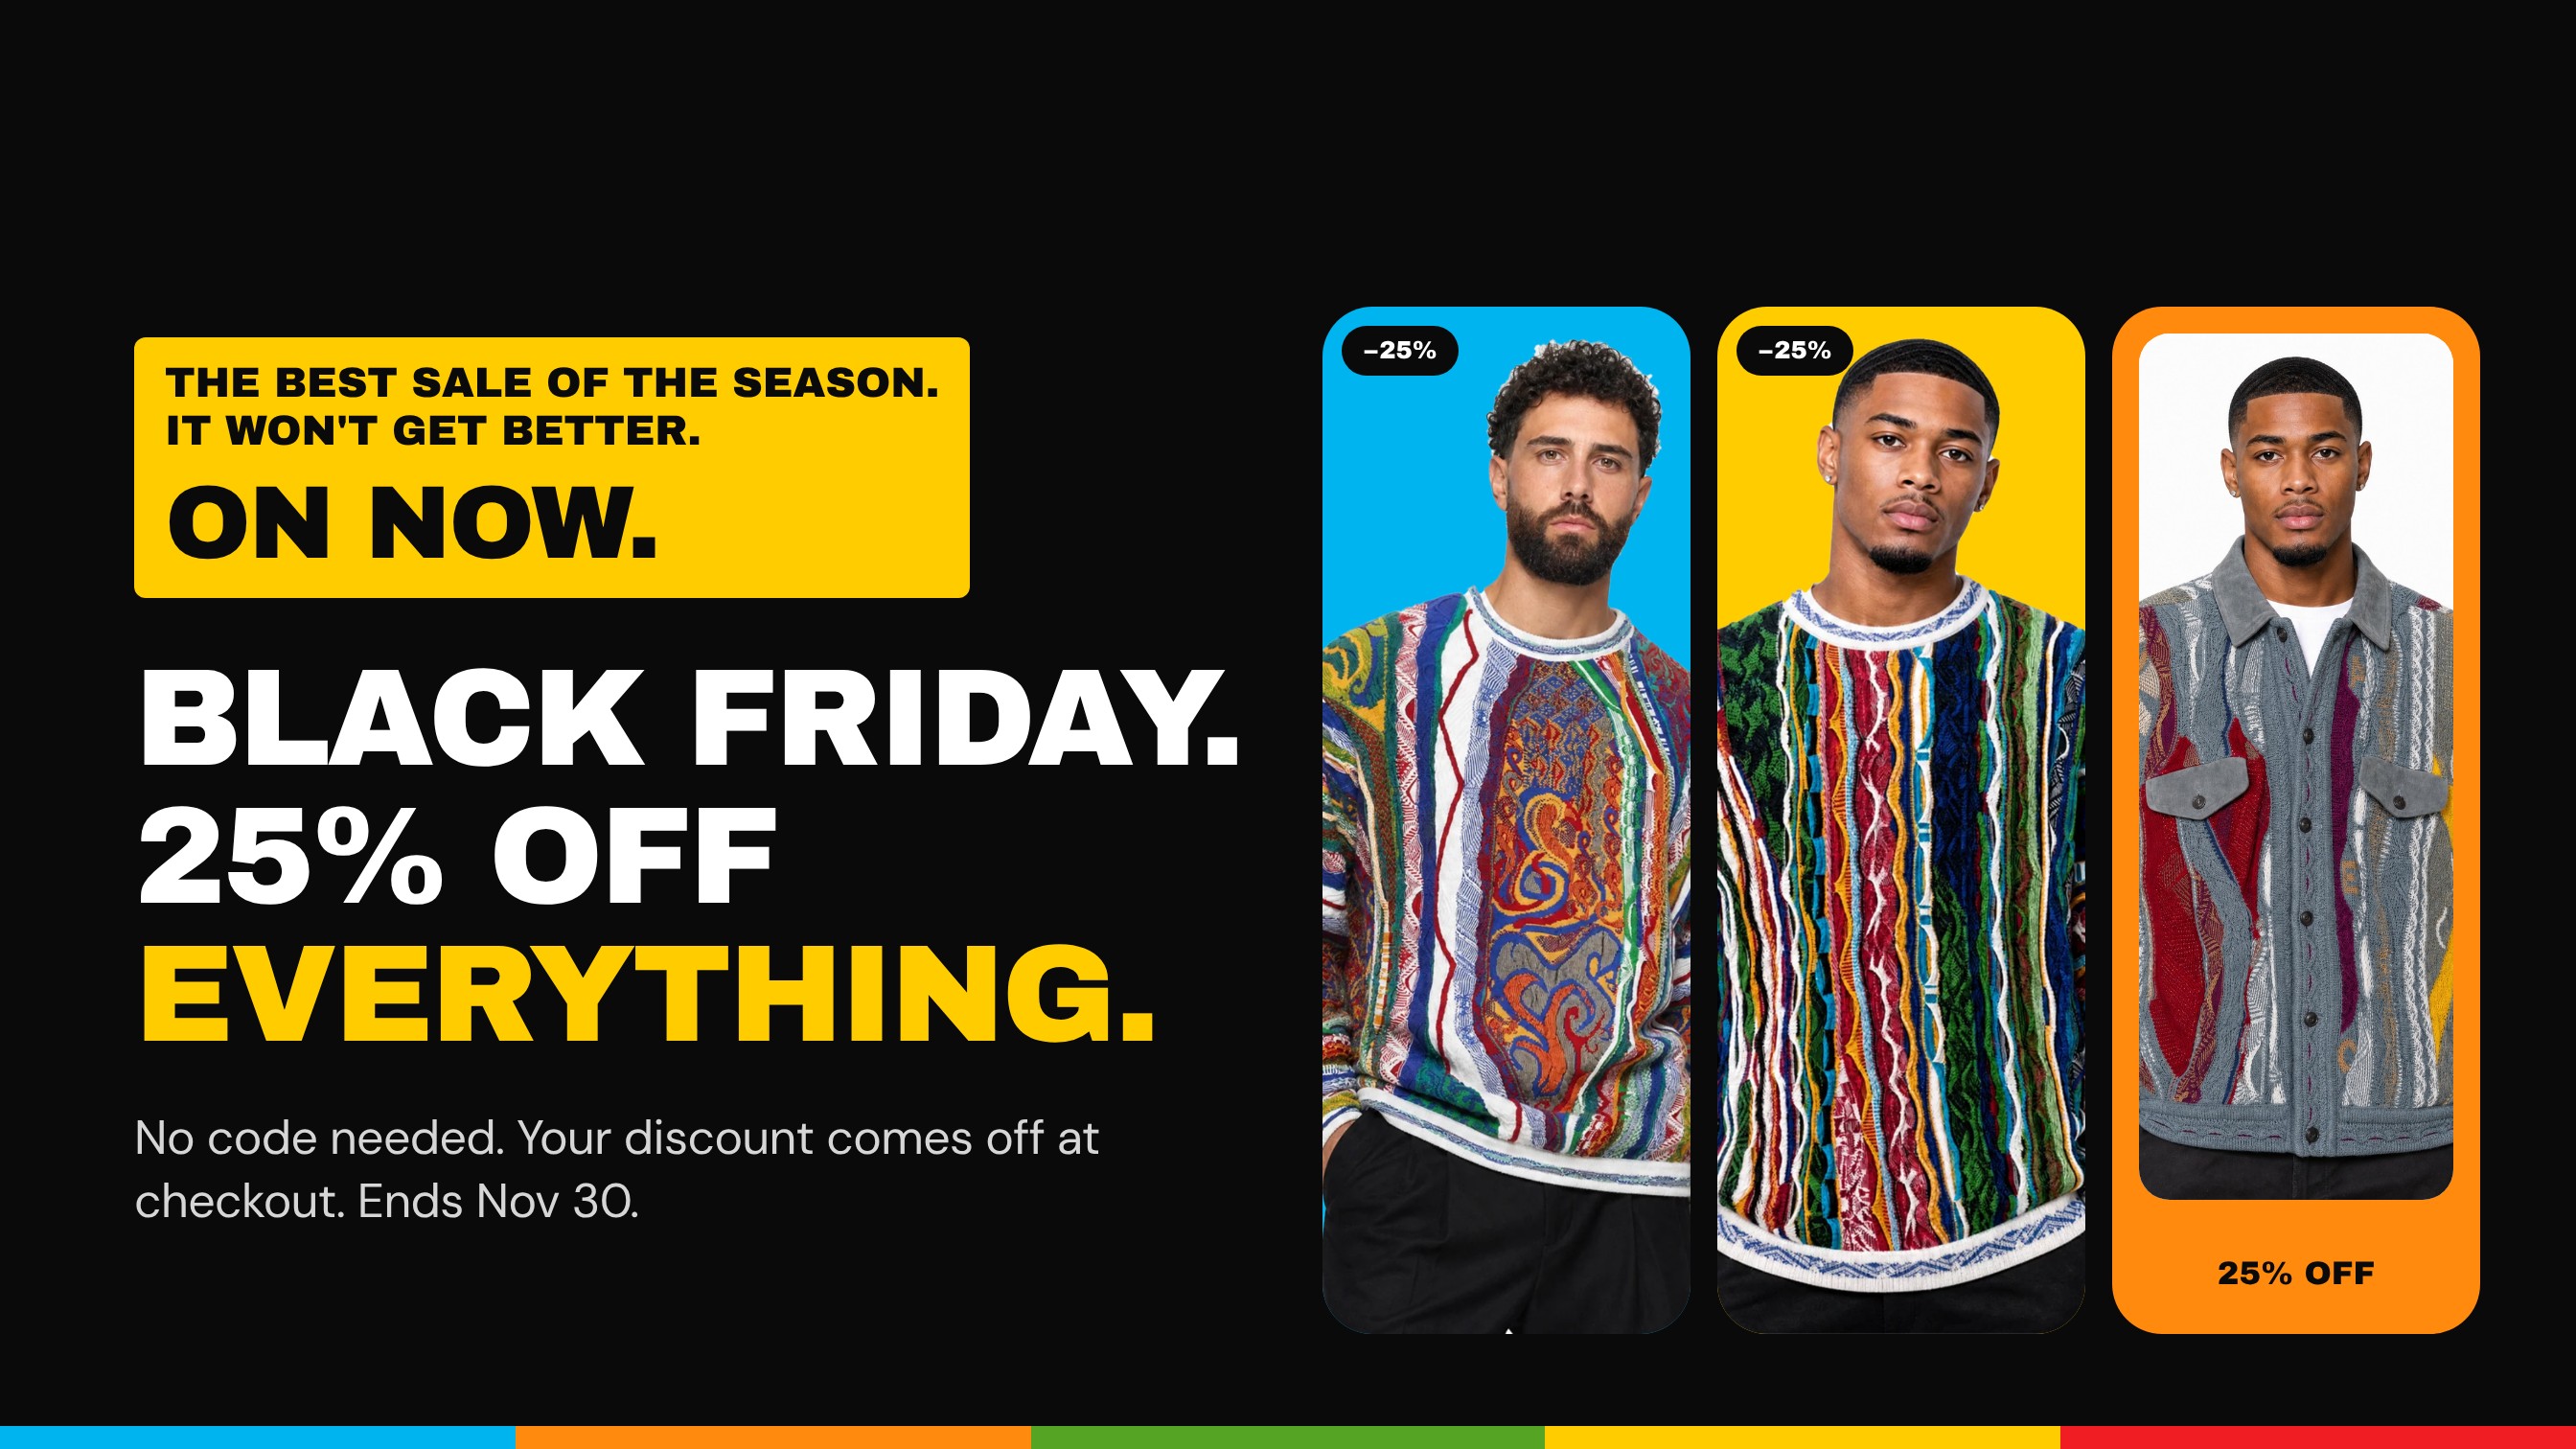 THE BEST SALE OF THE SEASON.
IT WON'T GET BETTER.
ON NOW.
BLACK FRIDAY.
25% OFF
EVERYTHING.
No code needed. Your discount comes off at
checkout. Ends Nov 30.
–25%
–25%
25% OFF